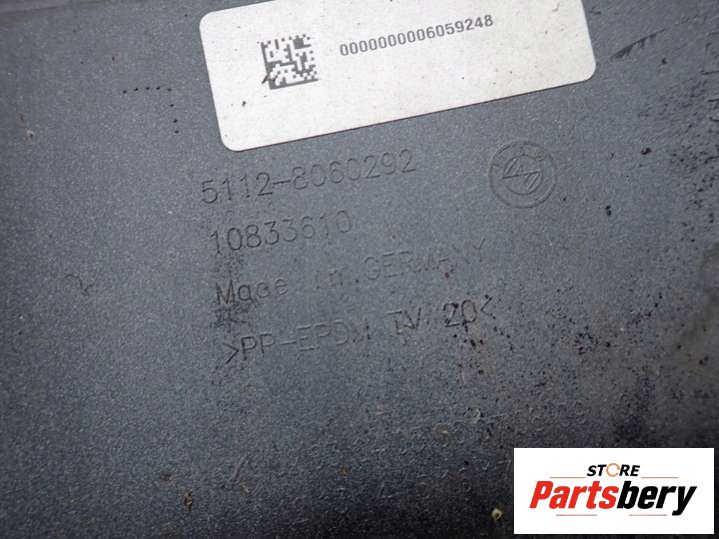 0000000006059248
5112-8060292
10833610
Made in GERMANY
>PP-EPDM TV 20<
STORE
Partsbery